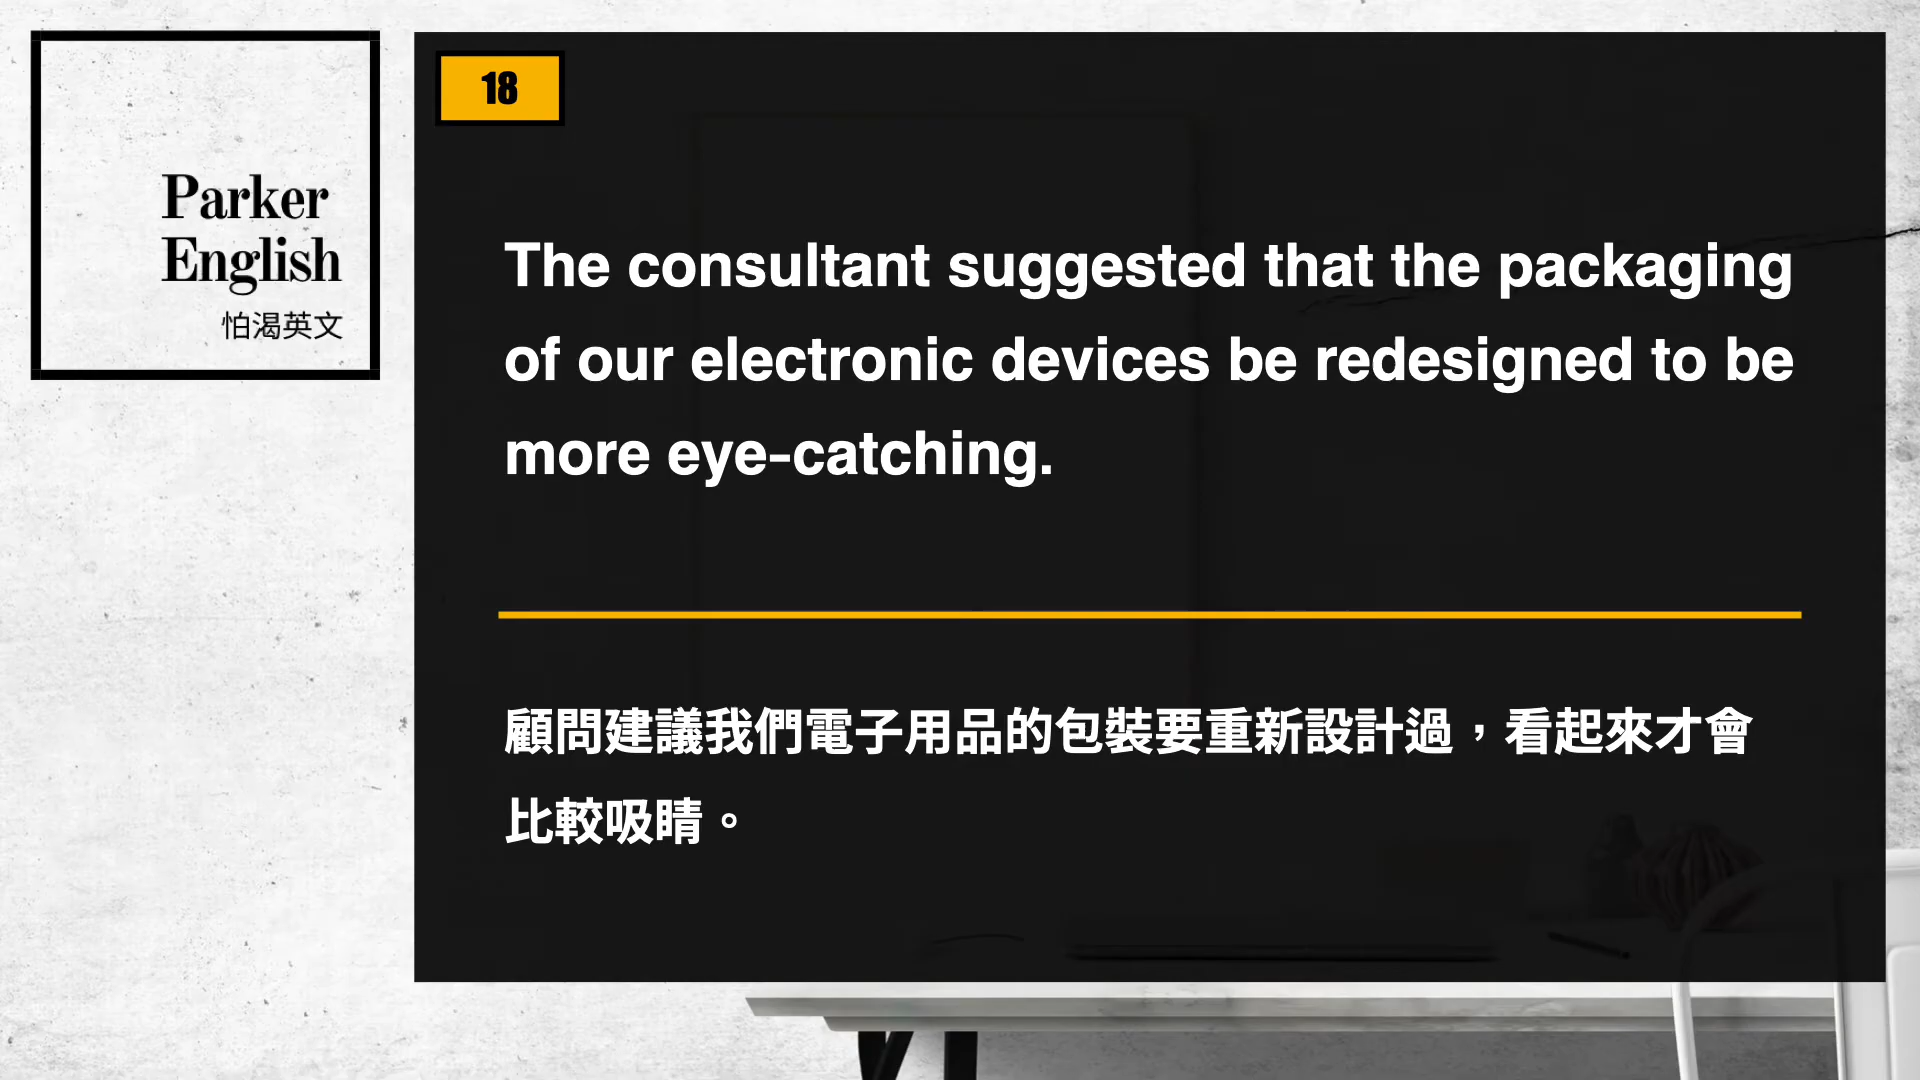 Parker
English
怕渴英文
18
The consultant suggested that the packaging
of our electronic devices be redesigned to be
more eye-catching.
顧問建議我們電子用品的包裝要重新設計過，看起來才會
比較吸睛。